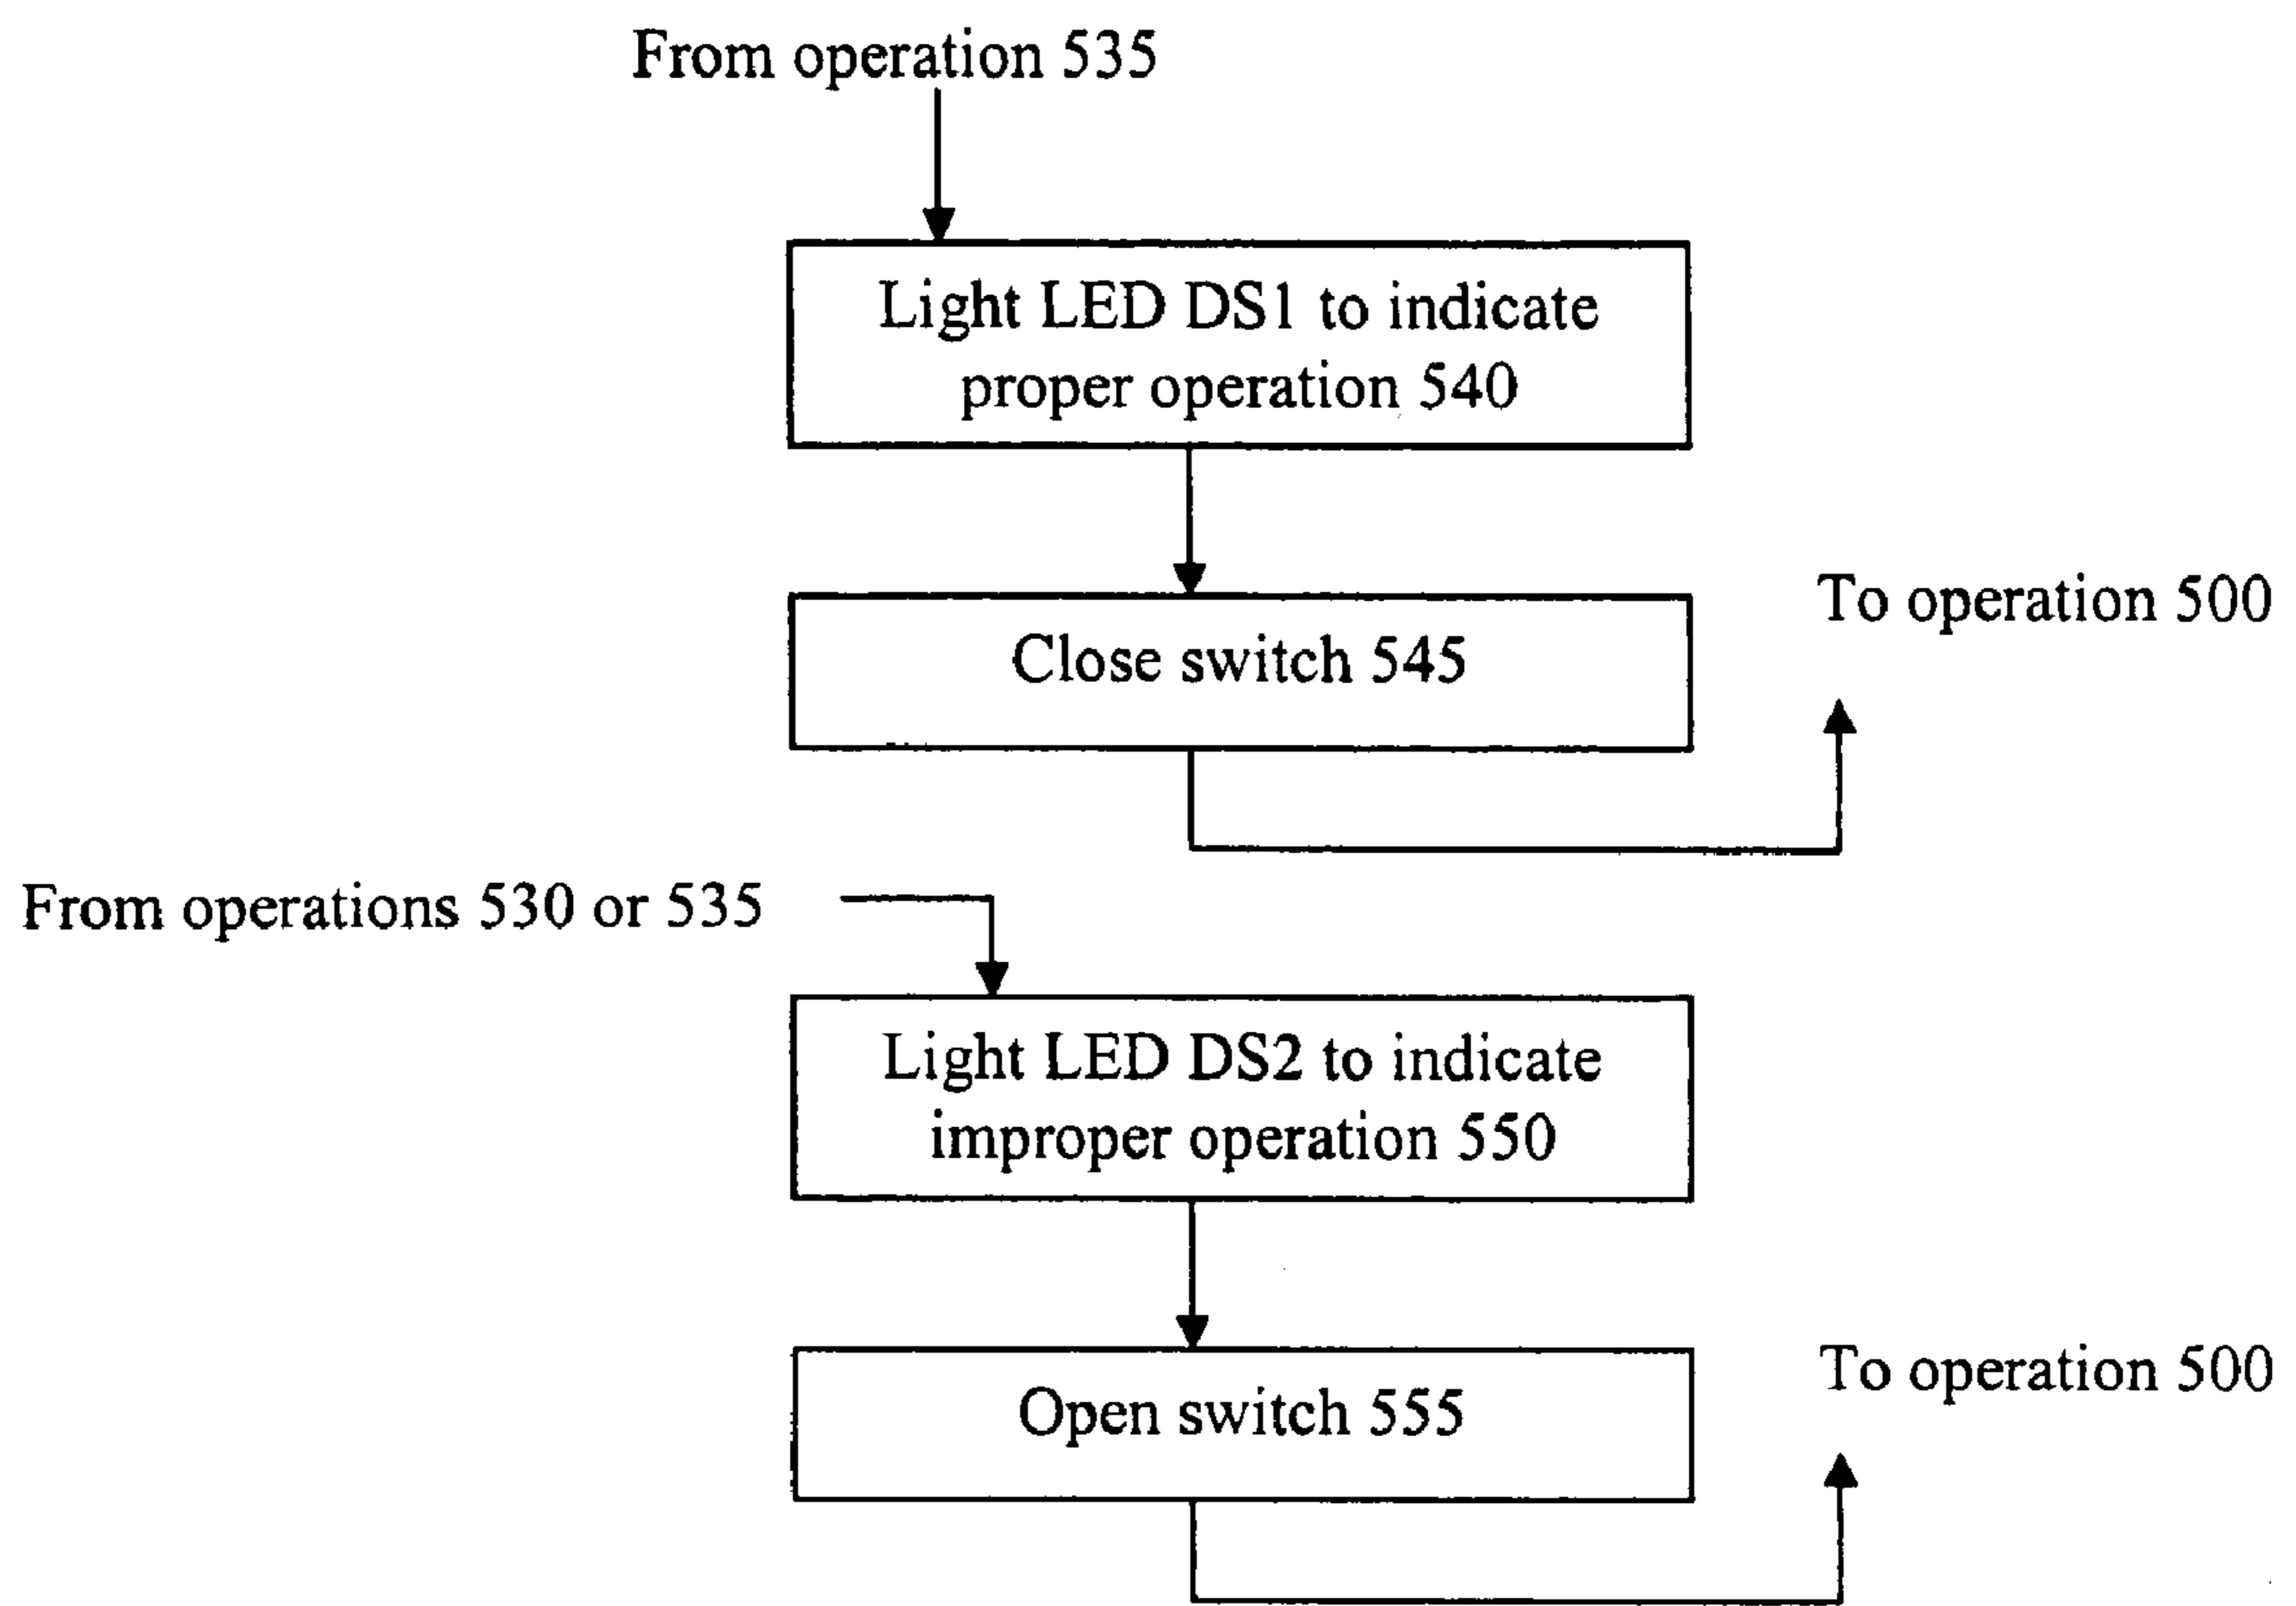 From operation 535
Light LED DS1 to indicate
proper operation 540
To operation 500
Close switch 545
From operations 530 or 535
Light LED DS2 to indicate
improper operation 550
To operation 500
Open switch 555